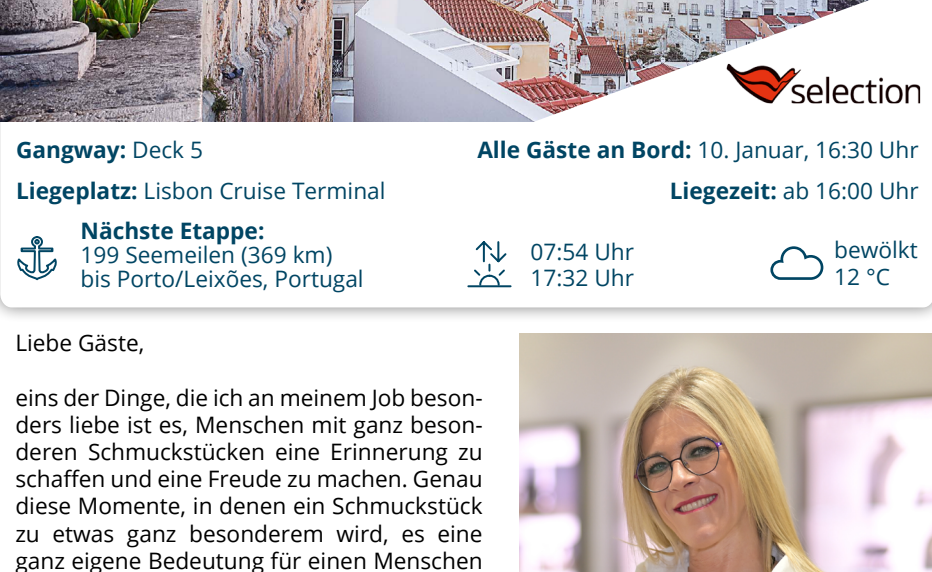 selection
Gangway: Deck 5
Alle Gäste an Bord: 10. Januar, 16:30 Uhr
Liegeplatz: Lisbon Cruise Terminal
Liegezeit: ab 16:00 Uhr
Nächste Etappe:
199 Seemeilen (369 km)
bis Porto/Leixões, Portugal
07:54 Uhr
17:32 Uhr
bewölkt
12 °C
Liebe Gäste,
eins der Dinge, die ich an meinem Job beson-
ders liebe ist es, Menschen mit ganz beson-
deren Schmuckstücken eine Erinnerung zu
schaffen und eine Freude zu machen. Genau
diese Momente, in denen ein Schmuckstück
zu etwas ganz besonderem wird, es eine
ganz eigene Bedeutung für einen Menschen